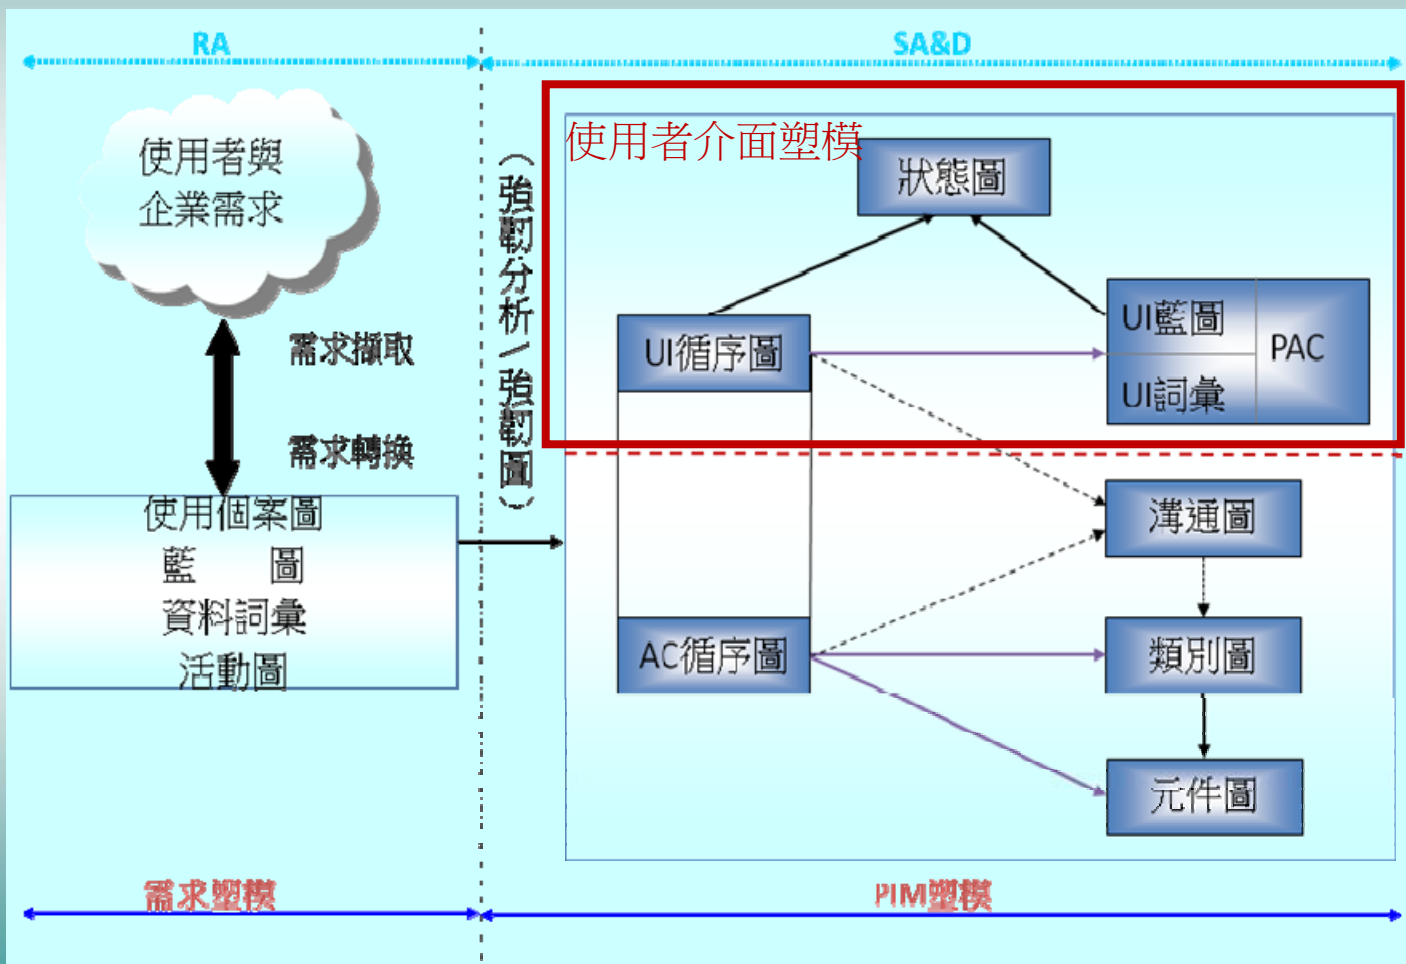 RA
SA&D
使用者與
企業需求
需求擷取
需求轉換
使用個案圖
藍 圖
資料詞彙
活動圖
（強韌分析／強韌圖）
使用者介面塑模
狀態圖
UI循序圖
UI藍圖
UI詞彙
PAC
溝通圖
AC循序圖
類別圖
元件圖
需求塑模
PIM塑模